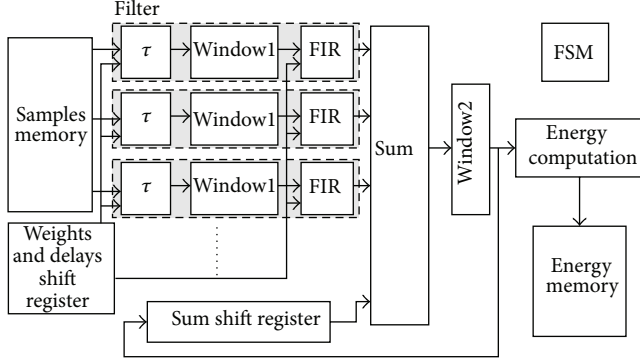 Filter
τ
Window1
FIR
FSM
Samples
memory
τ
Window1
FIR
Sum
Window2
Energy
computation
τ
Window1
FIR
Weights
and delays
shift
register
Energy
memory
Sum shift register